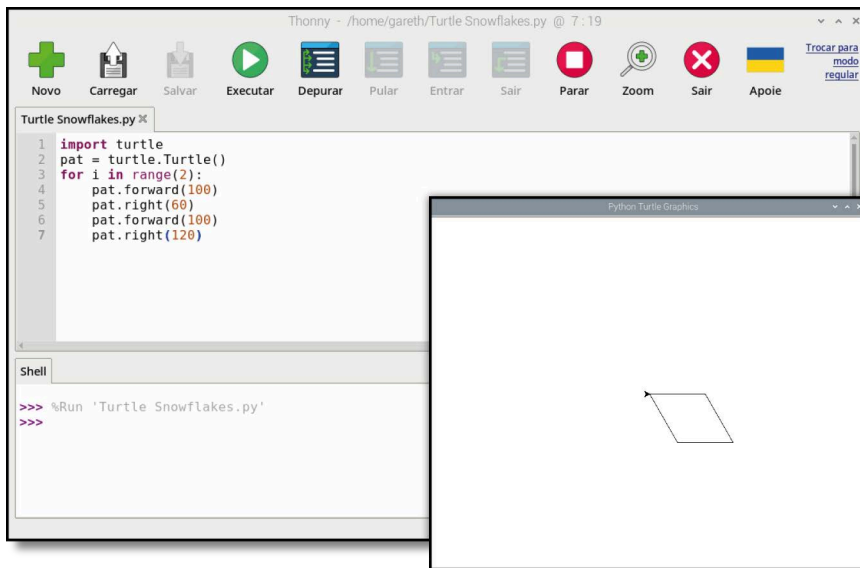 Thonny - /home/gareth/Turtle Snowflakes.py @ 7:19
Novo Carregar Salvar Executar Depurar Pular Entrar Sair Parar Zoom Sair Apoie
Trocar para
modo
regular
Turtle Snowflakes.py
1 import turtle
2 pat = turtle.Turtle()
3 for i in range(2):
4     pat.forward(100)
5     pat.right(60)
6     pat.forward(100)
7     pat.right(120)
Python Turtle Graphics
Shell
>>> %Run 'Turtle Snowflakes.py'
>>>